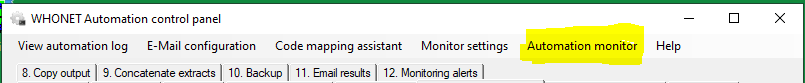 WHONET Automation control panel
View automation log E-Mail configuration Code mapping assistant Monitor settings Automation monitor Help
8. Copy output 9. Concatenate extracts 10. Backup 11. Email results 12. Monitoring alerts